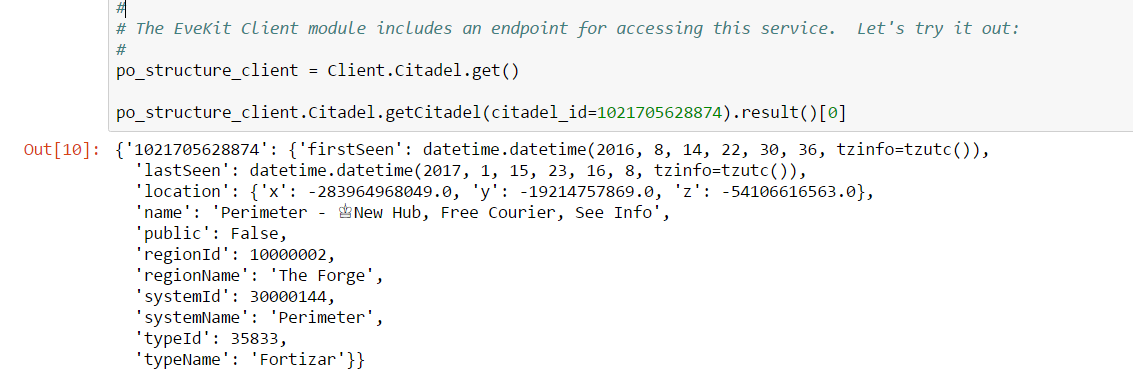 #
# The EveKit Client module includes an endpoint for accessing this service.  Let's try it out:
#
po_structure_client = Client.Citadel.get()
po_structure_client.Citadel.getCitadel(citadel_id=1021705628874).result()[0]
Out[10]: {'1021705628874': {'firstSeen': datetime.datetime(2016, 8, 14, 22, 30, 36, tzinfo=tzutc()),
'lastSeen': datetime.datetime(2017, 1, 15, 23, 16, 8, tzinfo=tzutc()),
'location': {'x': -283964968049.0, 'y': -19214757869.0, 'z': -54106616563.0},
'name': 'Perimeter - ♔New Hub, Free Courier, See Info',
'public': False,
'regionId': 10000002,
'regionName': 'The Forge',
'systemId': 30000144,
'systemName': 'Perimeter',
'typeId': 35833,
'typeName': 'Fortizar'}}